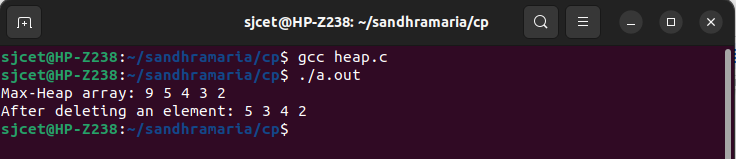 sjcet@HP-Z238: ~/sandhramaria/cp
sjcet@HP-Z238:~/sandhramaria/cp$ gcc heap.c
sjcet@HP-Z238:~/sandhramaria/cp$ ./a.out
Max-Heap array: 9 5 4 3 2
After deleting an element: 5 3 4 2
sjcet@HP-Z238:~/sandhramaria/cp$